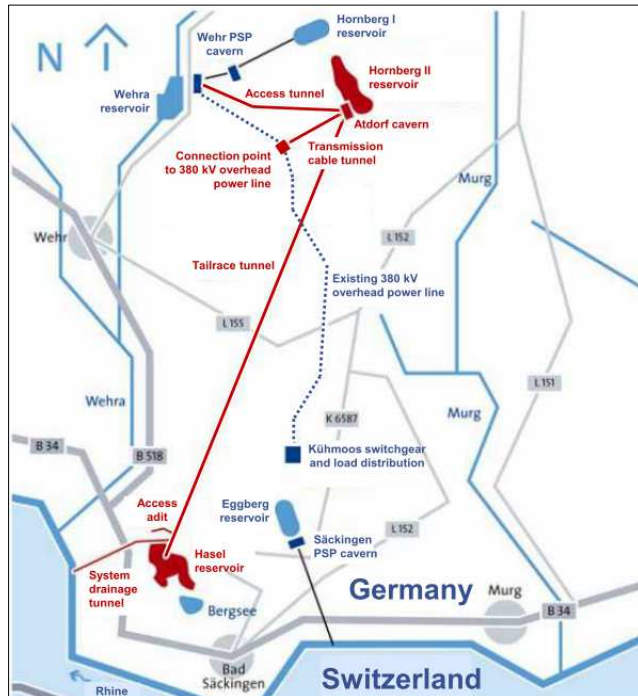 Hornberg I
reservoir
Wehr PSP
cavern
N
Hornberg II
reservoir
Wehra
reservoir
Access tunnel
Atdorf cavern
Transmission
cable tunnel
Connection point
to 380 kV overhead
power line
Murg
Wehr
L 152
Tailrace tunnel
Existing 380 kV
overhead power line
L 155
L 151
Wehra
K 6587
Murg
B 34
B 518
Kühmoos switchgear
and load distribution
Access
adit
Eggberg
reservoir
L 152
Säckingen
PSP cavern
Hasel
reservoir
System
drainage
tunnel
Germany
Murg
Bergsee
B 34
Bad
Säckingen
Switzerland
Rhine